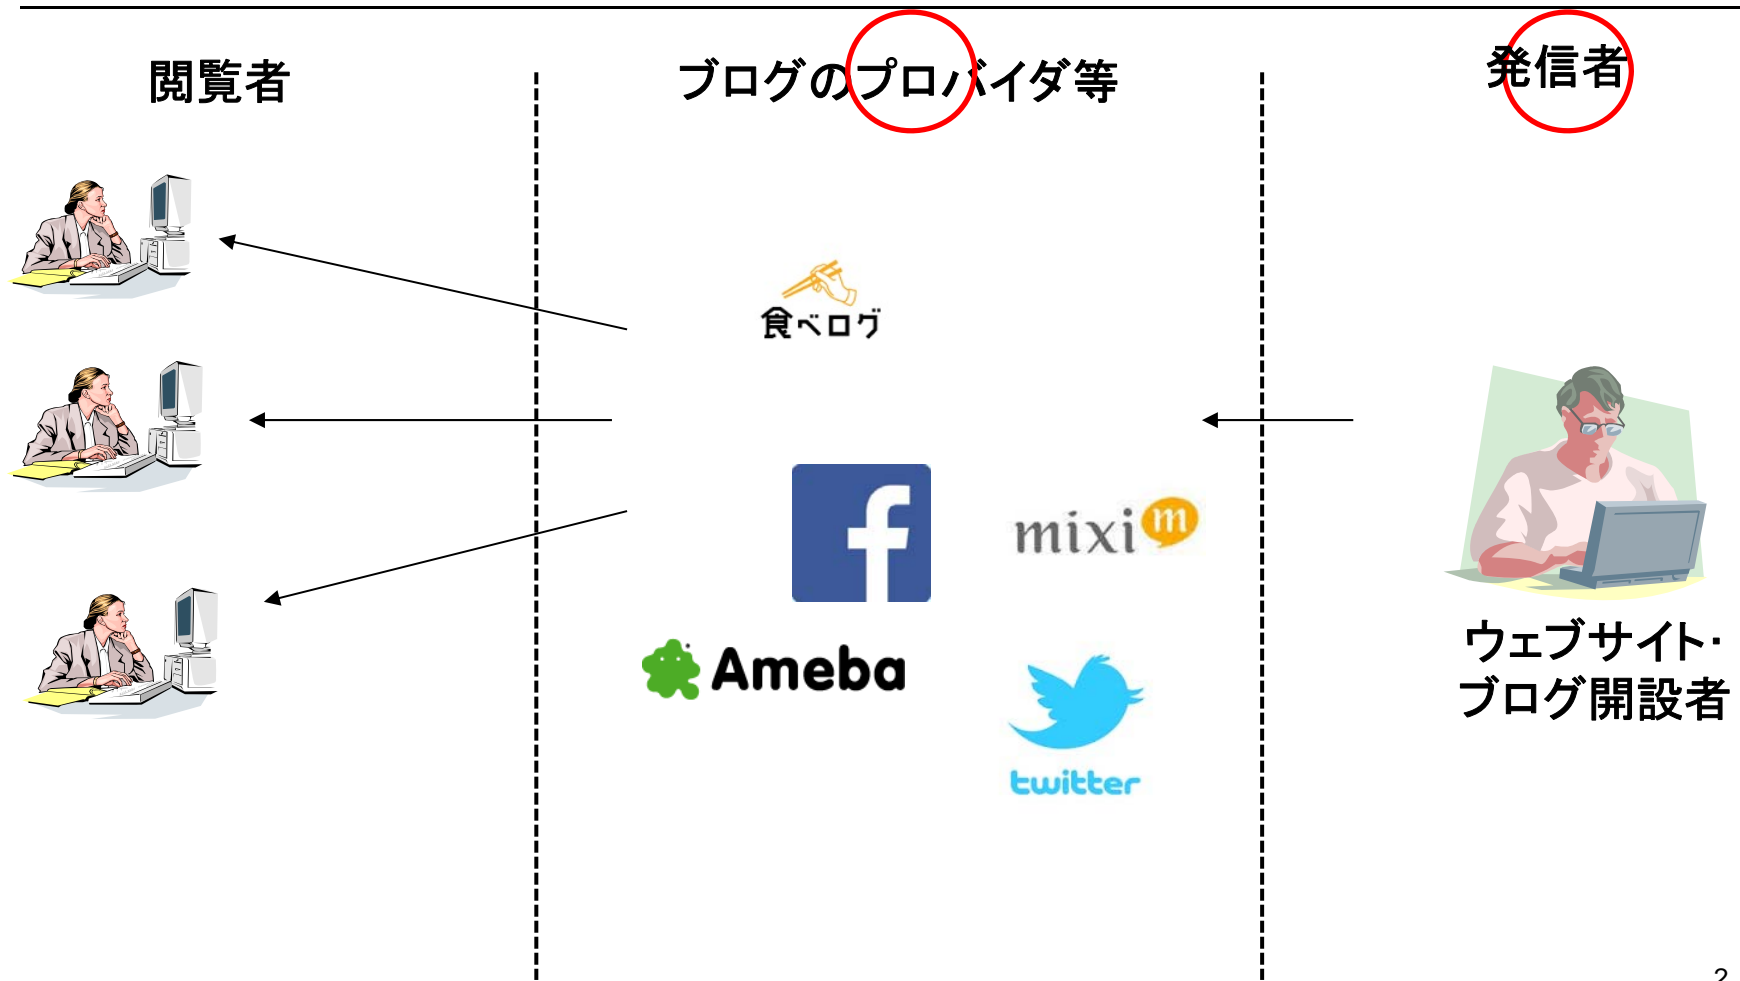 閲覧者
ブログのプロバイダ等
発信者
食べログ
mixi m
Ameba
twitter
ウェブサイト・
ブログ開設者
2